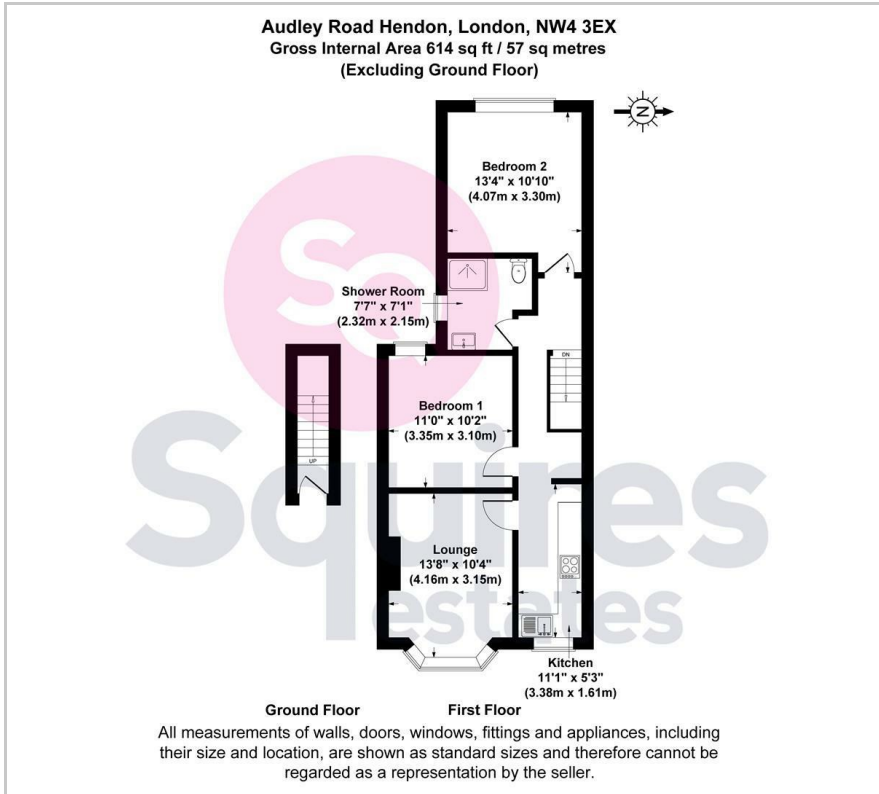 Audley Road Hendon, London, NW4 3EX
Gross Internal Area 614 sq ft / 57 sq metres
(Excluding Ground Floor)
N
Bedroom 2
13'4" x 10'10"
(4.07m x 3.30m)
SQ
Shower Room
7'7" x 7'1"
(2.32m x 2.15m)
DN
Bedroom 1
11'0" x 10'2"
(3.35m x 3.10m)
UP
Squires
estates
Lounge
13'8" x 10'4"
(4.16m x 3.15m)
Kitchen
11'1" x 5'3"
(3.38m x 1.61m)
Ground Floor
First Floor
All measurements of walls, doors, windows, fittings and appliances, including
their size and location, are shown as standard sizes and therefore cannot be
regarded as a representation by the seller.